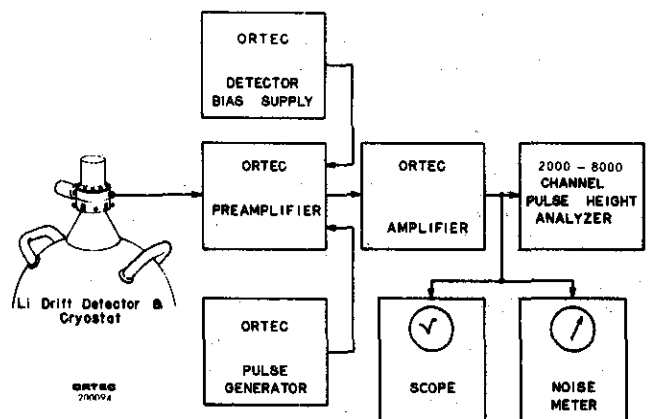 ORTEC
DETECTOR
BIAS SUPPLY
ORTEC
PREAMPLIFIER
ORTEC
AMPLIFIER
2000 - 8000
CHANNEL
PULSE HEIGHT
ANALYZER
Li Drift Detector &
Cryostat
ORTEC
PULSE
GENERATOR
SCOPE
NOISE
METER
ORTEC
200094